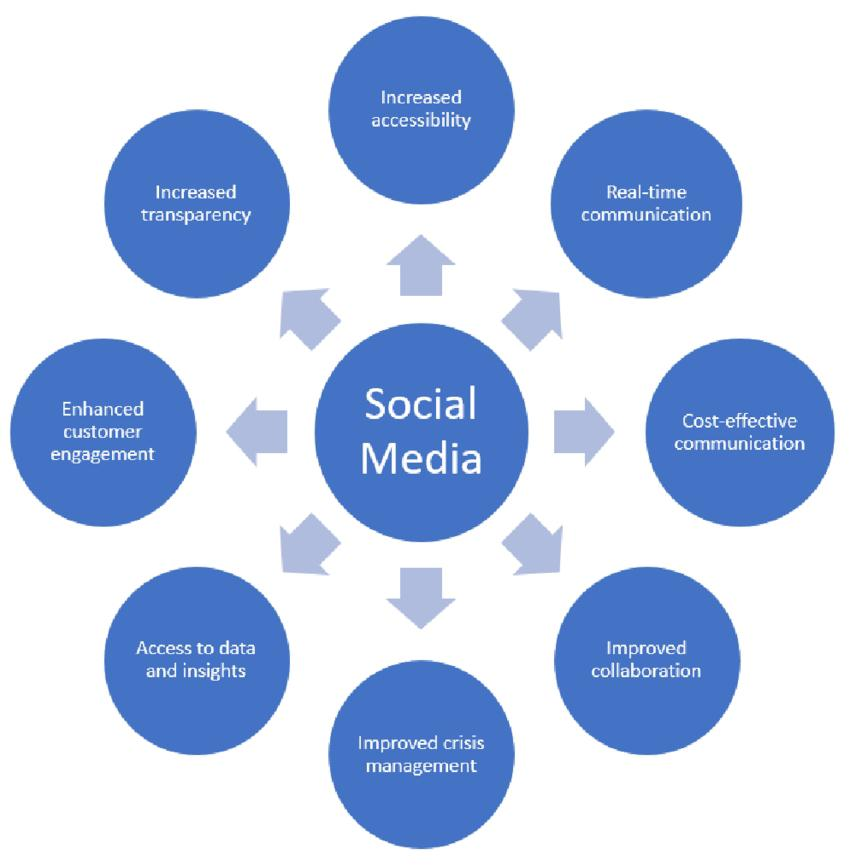 Increased
accessibility
Real-time
communication
Cost-effective
communication
Improved
collaboration
Improved crisis
management
Access to data
and insights
Enhanced
customer
engagement
Increased
transparency
Social
Media